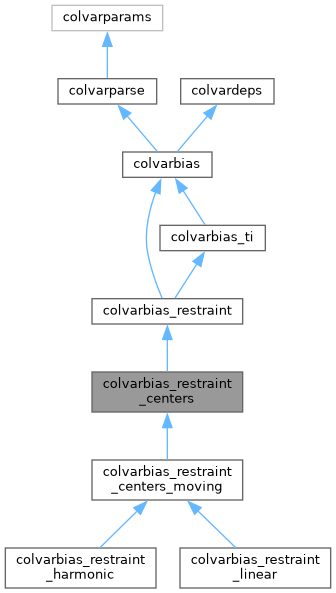 colvarparams
colvarparse
colvardeps
colvarbias
colvarbias_ti
colvarbias_restraint
colvarbias_restraint
_centers
colvarbias_restraint
_centers_moving
colvarbias_restraint
_harmonic
colvarbias_restraint
_linear